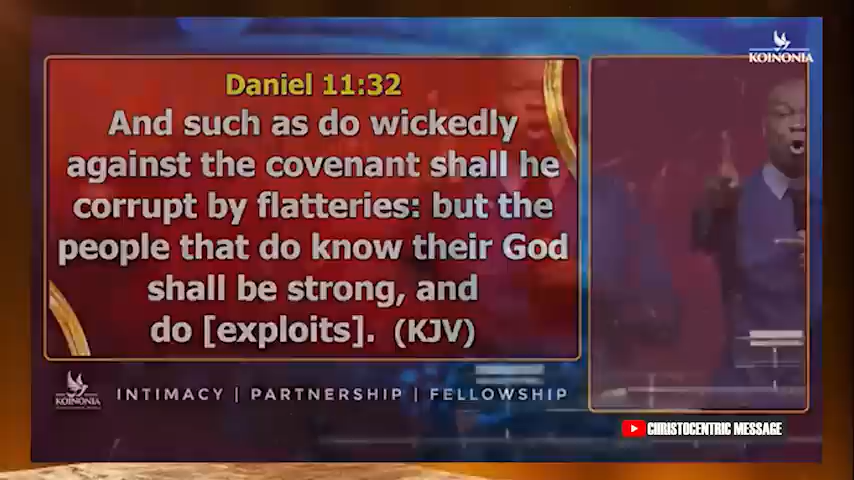 KOINONIA
Daniel 11:32
And such as do wickedly
against the covenant shall he
corrupt by flatteries: but the
people that do know their God
shall be strong, and
do [exploits]. (KJV)
KOINONIA
INTIMACY | PARTNERSHIP | FELLOWSHIP
CHRISTOCENTRIC MESSAGE